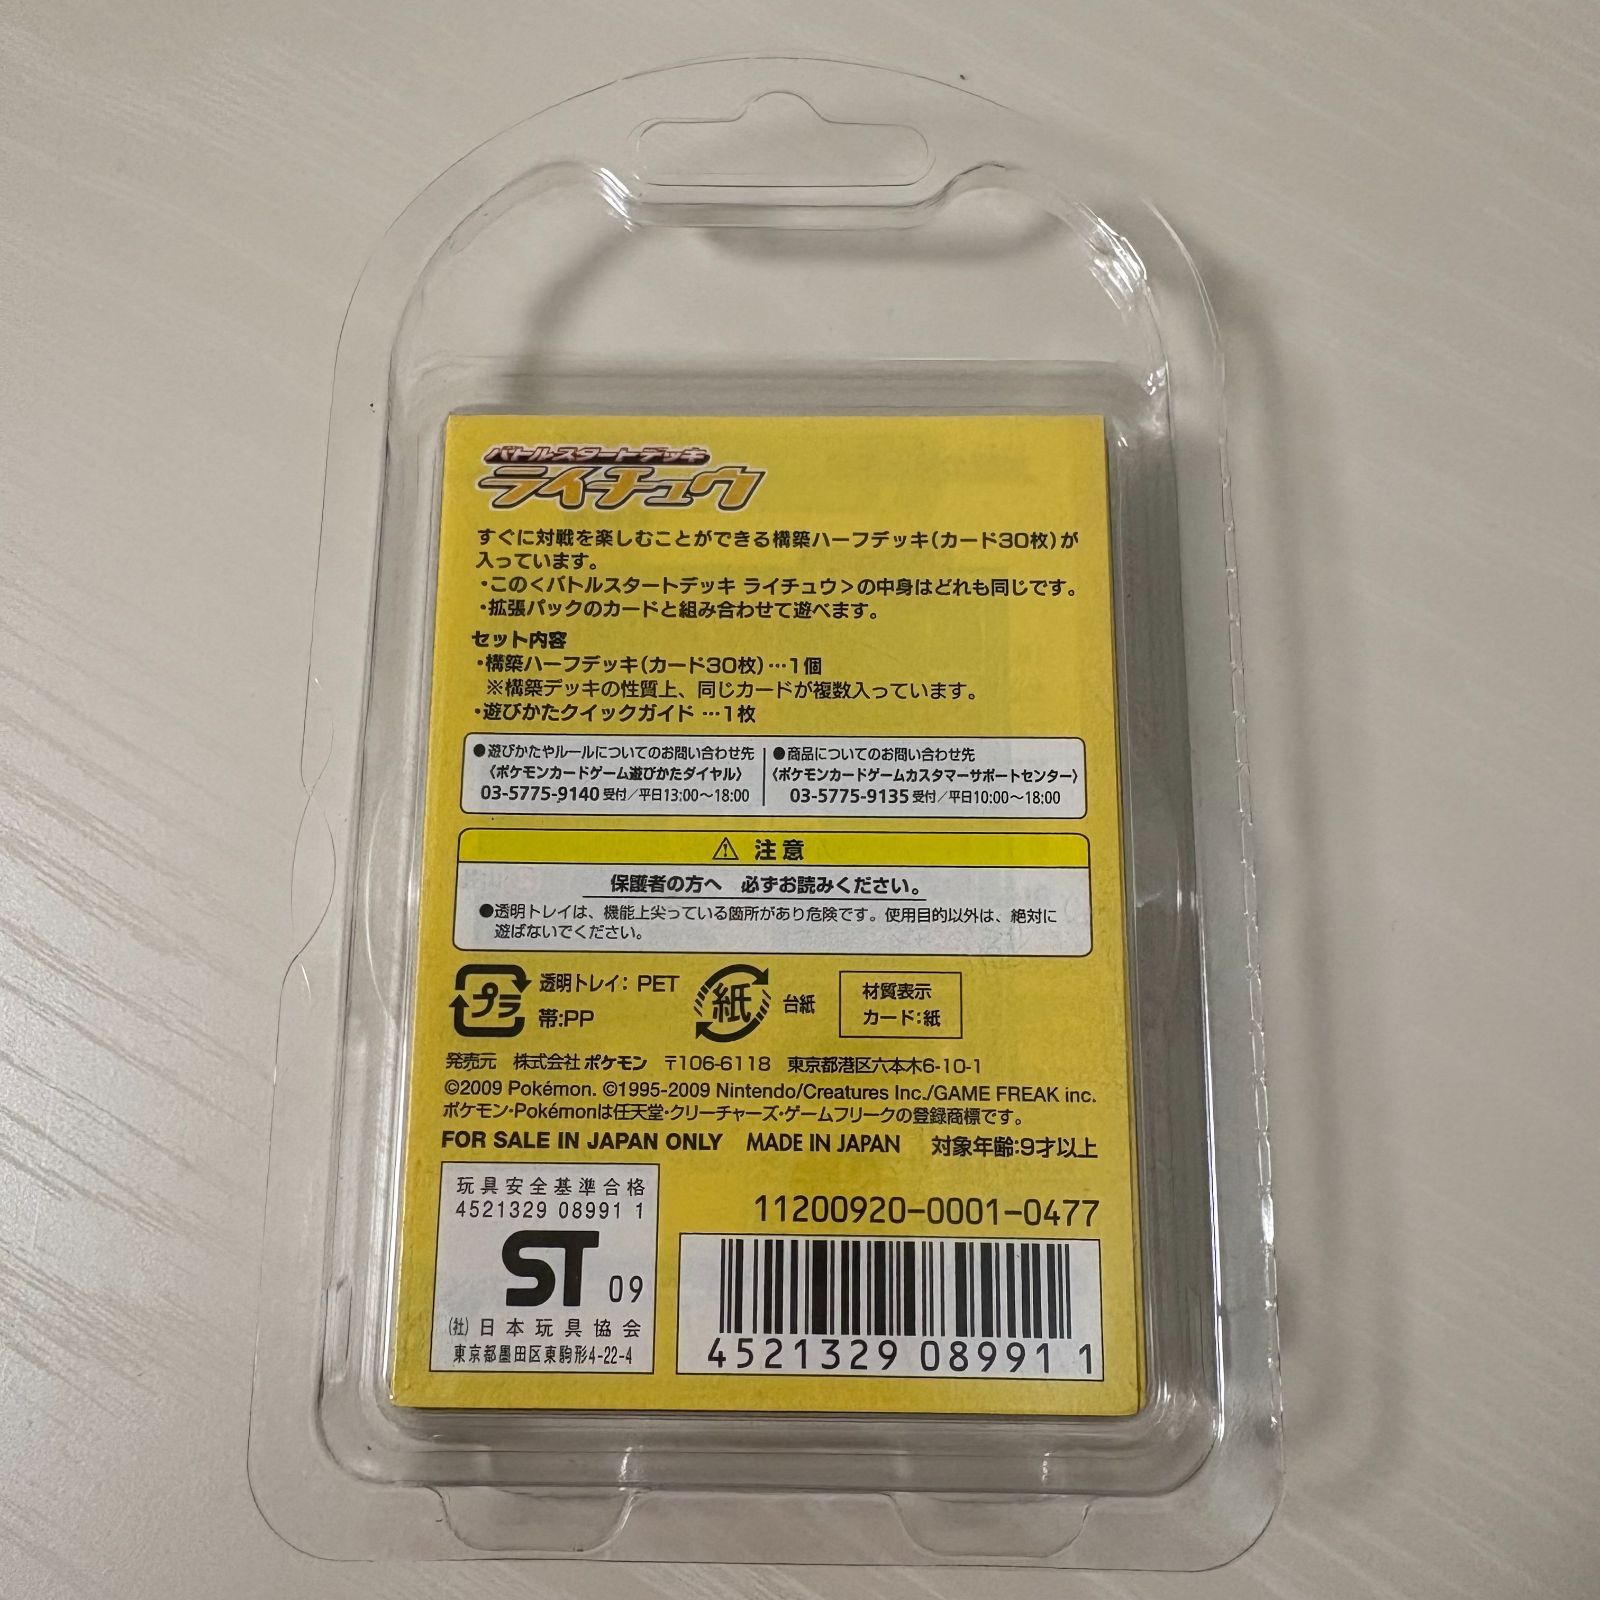 バトルスタートデッキ
ライチュウ
すぐに対戦を楽しむことができる構築ハーフデッキ(カード30枚)が
入っています。
・この<バトルスタートデッキ ライチュウ>の中身はどれも同じです。
・拡張パックのカードと組み合わせて遊べます。
セット内容
・構築ハーフデッキ(カード30枚)…1個
※構築デッキの性質上、同じカードが複数入っています。
・遊びかたクイックガイド …1枚
●遊びかたやルールについてのお問い合わせ先
〈ポケモンカードゲーム遊びかたダイヤル〉
03-5775-9140 受付/平日13:00～18:00
●商品についてのお問い合わせ先
〈ポケモンカードゲームカスタマーサポートセンター〉
03-5775-9135 受付/平日10:00～18:00
⚠ 注意
保護者の方へ 必ずお読みください。
●透明トレイは、機能上尖っている箇所があり危険です。使用目的以外は、絶対に
遊ばないでください。
プラ 透明トレイ: PET
帯:PP
紙 台紙
材質表示
カード:紙
発売元 株式会社ポケモン 〒106-6118 東京都港区六本木6-10-1
©2009 Pokémon. ©1995-2009 Nintendo/Creatures Inc./GAME FREAK inc.
ポケモン・Pokémonは任天堂・クリーチャーズ・ゲームフリークの登録商標です。
FOR SALE IN JAPAN ONLY MADE IN JAPAN 対象年齢:9才以上
玩具安全基準合格
4521329 08991 1
ST 09
(社)日本玩具協会
東京都墨田区東駒形4-22-4
11200920-0001-0477
4521329 08991 1